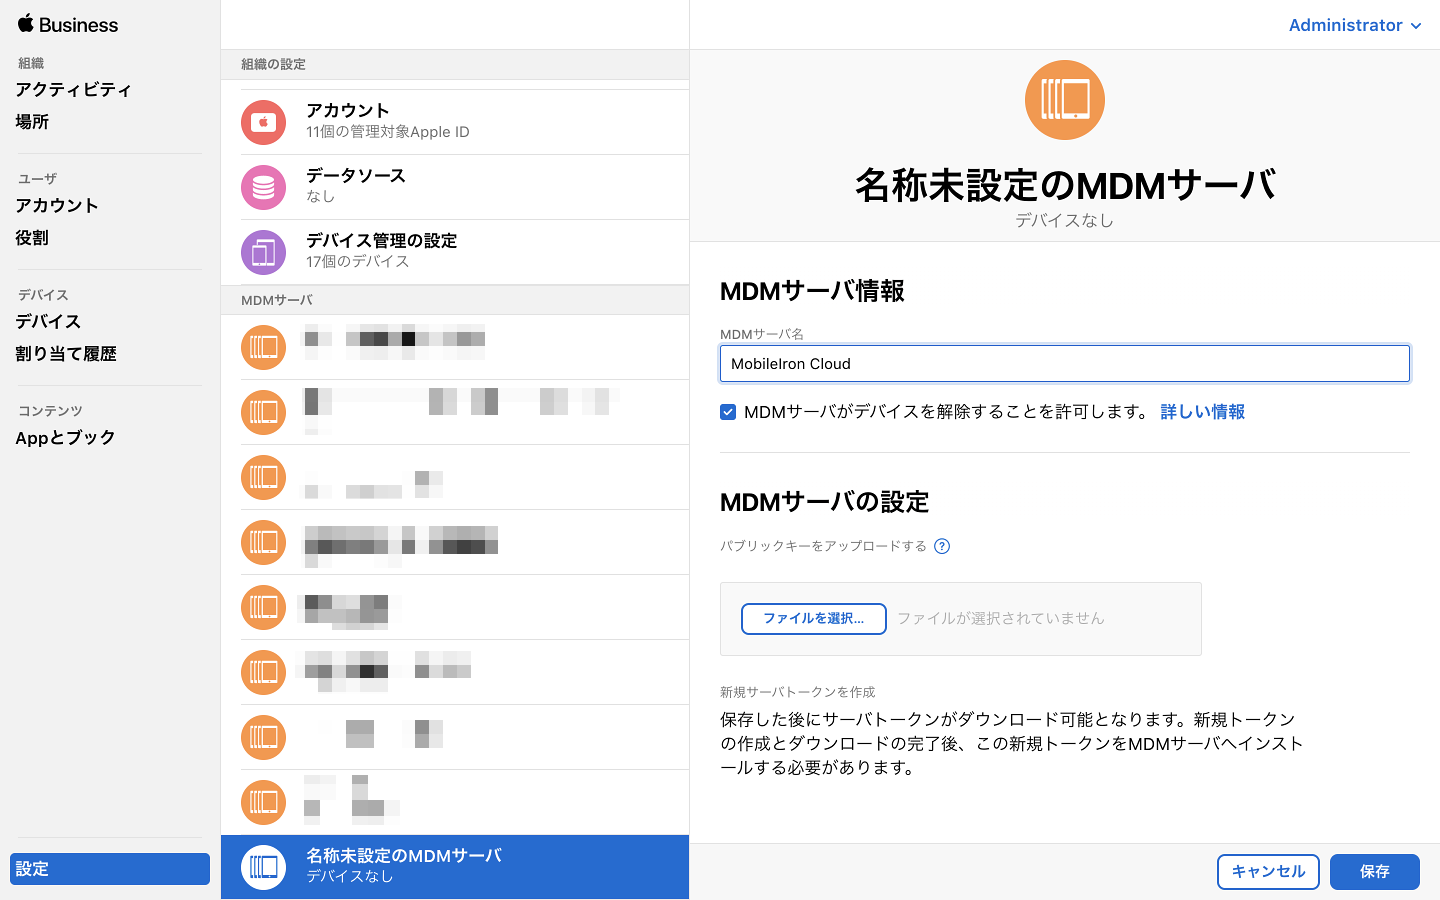 Business
組織
アクティビティ
場所
ユーザ
アカウント
役割
デバイス
デバイス
割り当て履歴
コンテンツ
Appとブック
設定
組織の設定
アカウント
11個の管理対象Apple ID
データソース
なし
デバイス管理の設定
17個のデバイス
MDMサーバ
名称未設定のMDMサーバ
デバイスなし
Administrator
名称未設定のMDMサーバ
デバイスなし
MDMサーバ情報
MDMサーバ名
MobileIron Cloud
MDMサーバがデバイスを解除することを許可します。 詳しい情報
MDMサーバの設定
パブリックキーをアップロードする ?
ファイルを選択... ファイルが選択されていません
新規サーバトークンを作成
保存した後にサーバトークンがダウンロード可能となります。新規トークン
の作成とダウンロードの完了後、この新規トークンをMDMサーバへインスト
ールする必要があります。
キャンセル 保存